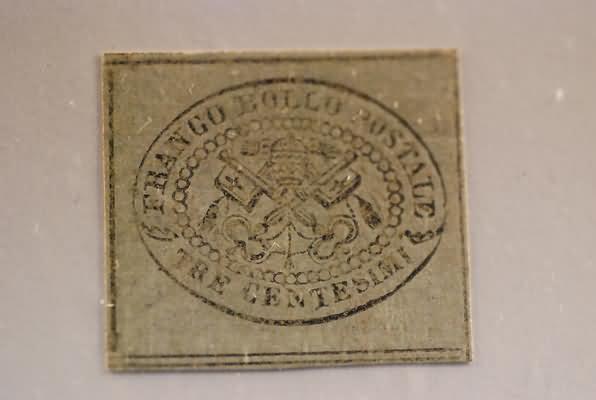 FRANCO BOLLO POSTALE
TRE CENTESIMI